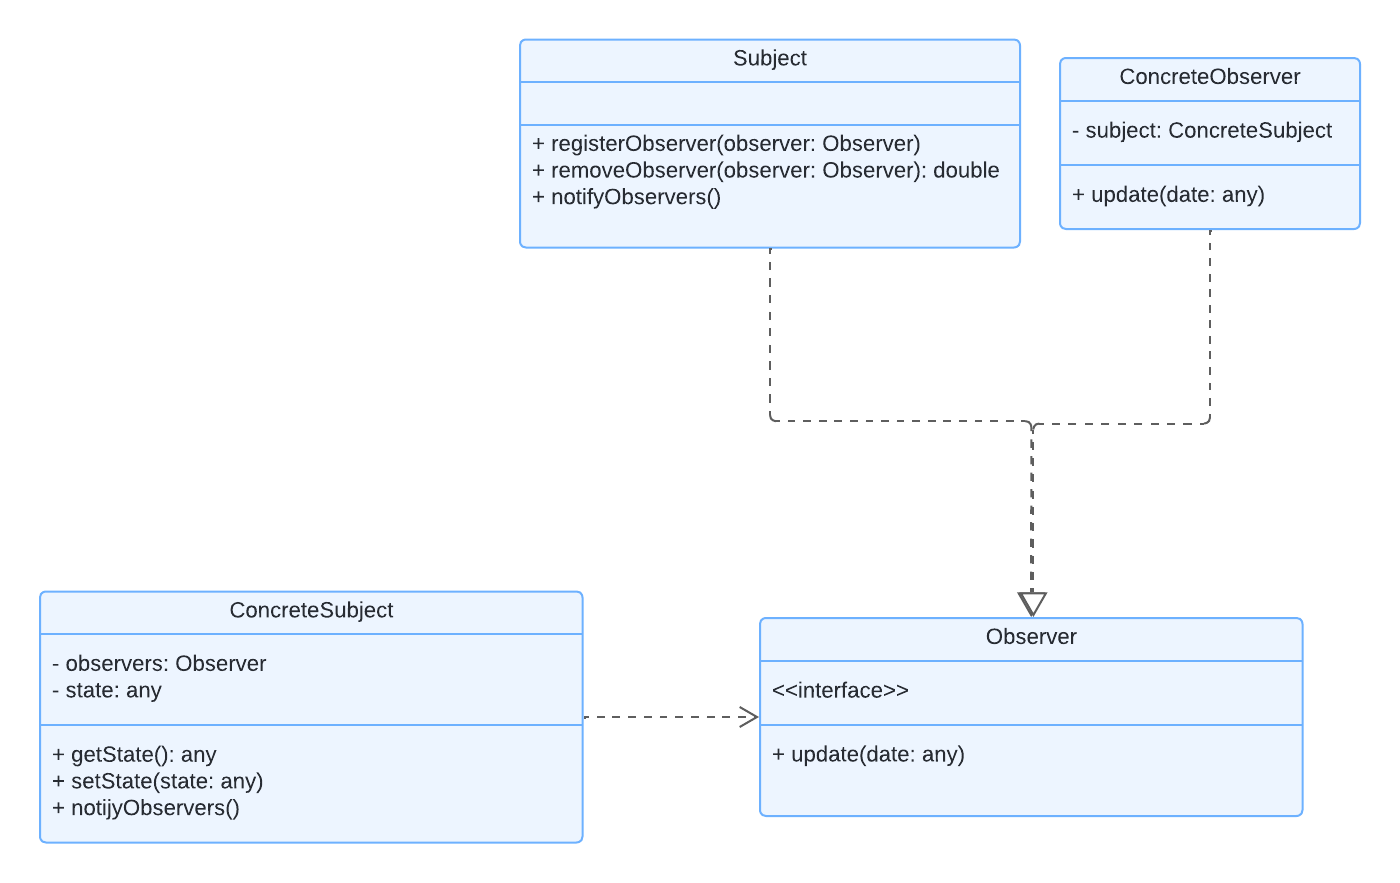 Subject
+ registerObserver(observer: Observer)
+ removeObserver(observer: Observer): double
+ notifyObservers()
ConcreteObserver
- subject: ConcreteSubject
+ update(date: any)
ConcreteSubject
- observers: Observer
- state: any
+ getState(): any
+ setState(state: any)
+ notijyObservers()
Observer
<<interface>>
+ update(date: any)